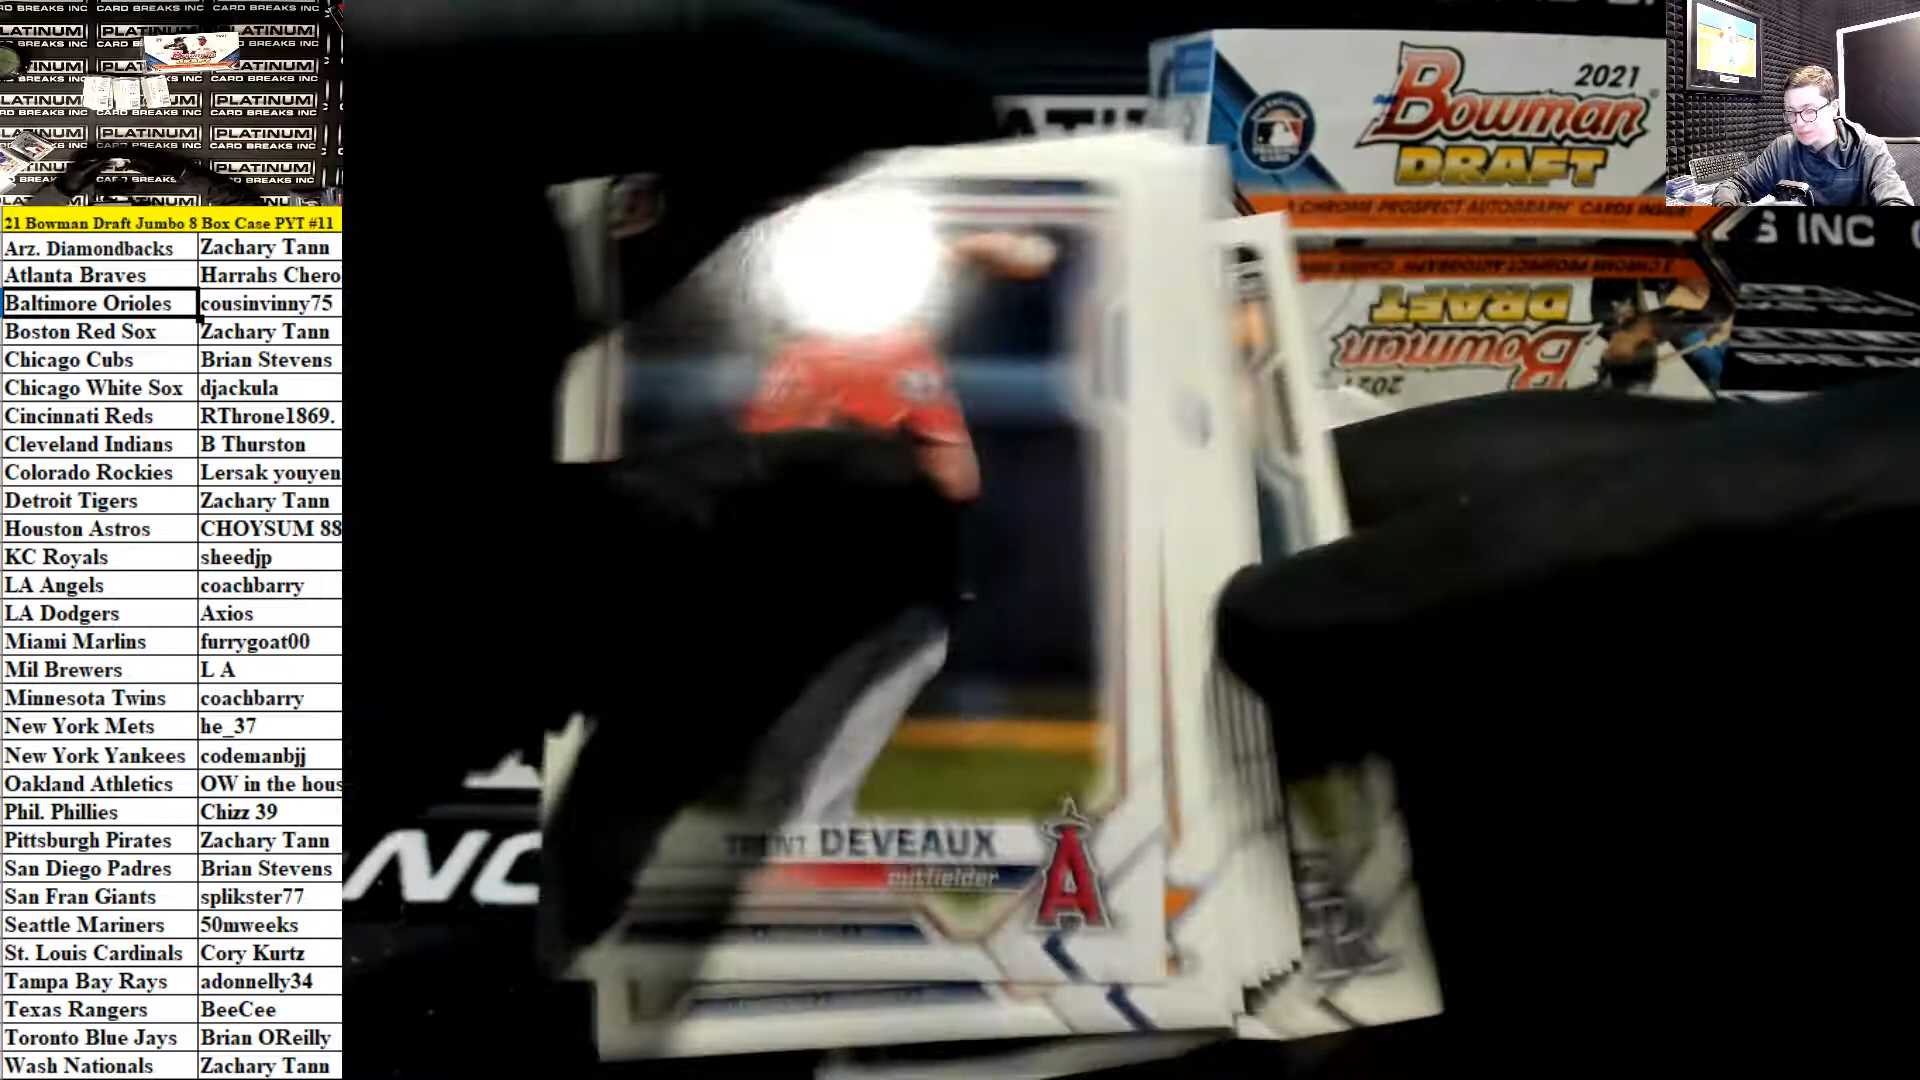 PLATINUM
CARD BREAKS INC
2021
Bowman
DRAFT
1 CHROME PROSPECT AUTOGRAPH CARDS INSIDE!
S INC
DRAFT
Bowman
2021
21 Bowman Draft Jumbo 8 Box Case PYT #11
Arz. Diamondbacks Zachary Tann
Atlanta Braves Harrahs Chero
Baltimore Orioles cousinvinny75
Boston Red Sox Zachary Tann
Chicago Cubs Brian Stevens
Chicago White Sox djackula
Cincinnati Reds RThrone1869.
Cleveland Indians B Thurston
Colorado Rockies Lersak youyen
Detroit Tigers Zachary Tann
Houston Astros CHOYSUM 88
KC Royals sheedjp
LA Angels coachbarry
LA Dodgers Axios
Miami Marlins furrygoat00
Mil Brewers L A
Minnesota Twins coachbarry
New York Mets he_37
New York Yankees codemanbjj
Oakland Athletics OW in the hous
Phil. Phillies Chizz 39
Pittsburgh Pirates Zachary Tann
San Diego Padres Brian Stevens
San Fran Giants splikster77
Seattle Mariners 50mweeks
St. Louis Cardinals Cory Kurtz
Tampa Bay Rays adonnelly34
Texas Rangers BeeCee
Toronto Blue Jays Brian OReilly
Wash Nationals Zachary Tann
TRENT DEVEAUX
outfielder
A
NC